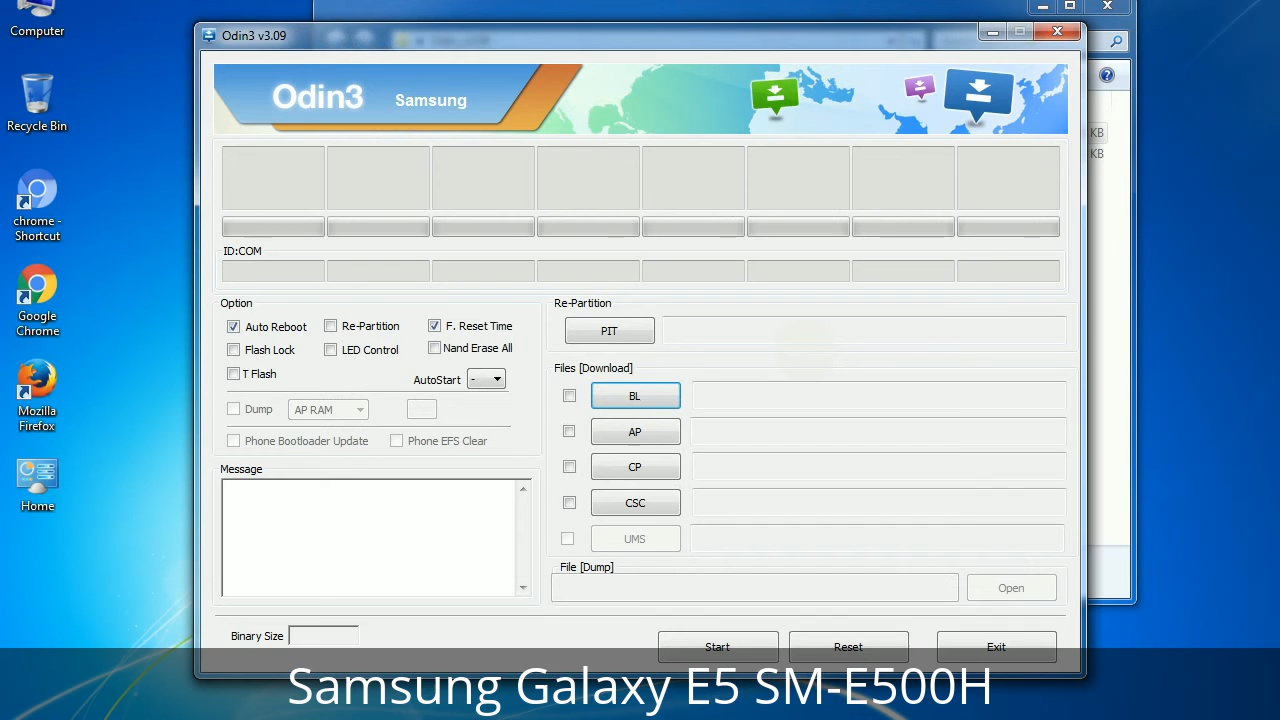 Computer
Recycle Bin
chrome -
Shortcut
Google
Chrome
Mozilla
Firefox
Home
Odin3 v3.09
Odin3 Samsung
ID:COM
Option
Auto Reboot
Re-Partition
F. Reset Time
Flash Lock
LED Control
Nand Erase All
T Flash
AutoStart -
Dump
AP RAM
Phone Bootloader Update
Phone EFS Clear
Message
Re-Partition
PIT
Files [Download]
BL
AP
CP
CSC
UMS
File [Dump]
Open
Binary Size
Start
Reset
Exit
KB
KB
Samsung Galaxy E5 SM-E500H